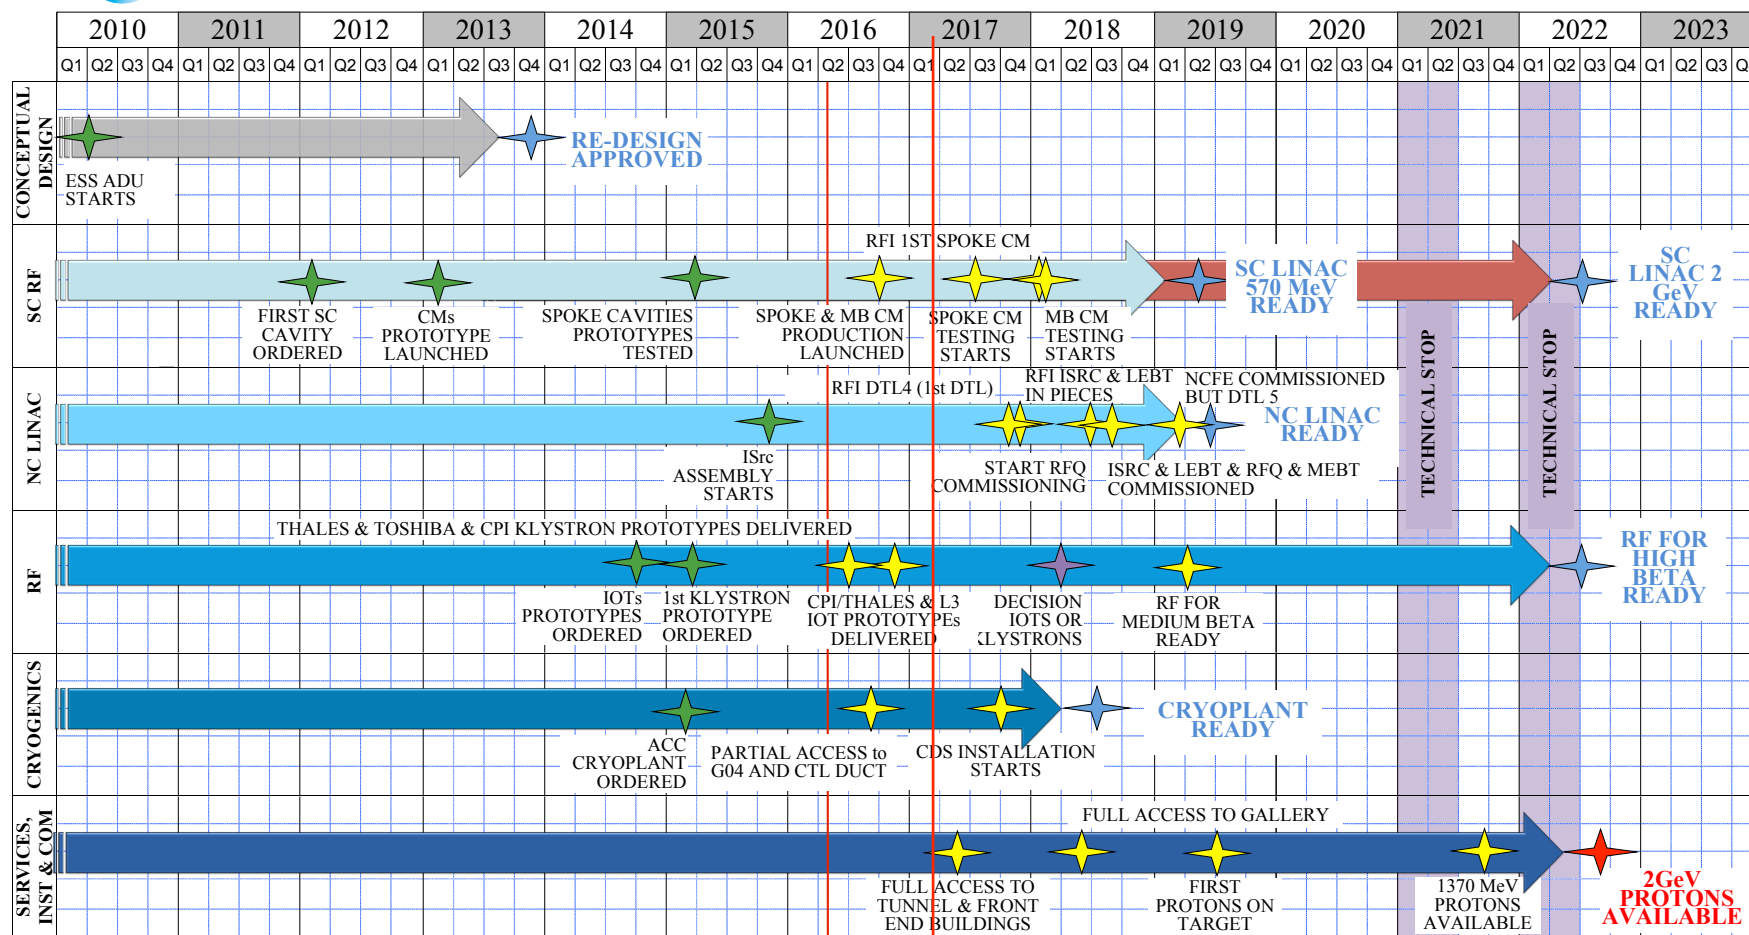 2010 2011 2012 2013 2014 2015 2016 2017 2018 2019 2020 2021 2022 2023
Q1 Q2 Q3 Q4 Q1 Q2 Q3 Q4 Q1 Q2 Q3 Q4 Q1 Q2 Q3 Q4 Q1 Q2 Q3 Q4 Q1 Q2 Q3 Q4 Q1 Q2 Q3 Q4 Q1 Q2 Q3 Q4 Q1 Q2 Q3 Q4 Q1 Q2 Q3 Q4 Q1 Q2 Q3 Q4 Q1 Q2 Q3 Q4 Q1 Q2 Q3 Q4 Q1 Q2 Q3
CONCEPTUAL
DESIGN
ESS ADU
STARTS
RE-DESIGN
APPROVED
SC RF
RFI 1ST SPOKE CM
FIRST SC
CAVITY
ORDERED
CMs
PROTOTYPE
LAUNCHED
SPOKE CAVITIES
PROTOTYPES
TESTED
SPOKE & MB CM
PRODUCTION
LAUNCHED
SPOKE CM
TESTING
STARTS
MB CM
TESTING
STARTS
SC LINAC
570 MeV
READY
SC
LINAC 2
GeV
READY
TECHNICAL STOP
TECHNICAL STOP
NC LINAC
RFI DTL4 (1st DTL)
RFI ISRC & LEBT
IN PIECES
NCFE COMMISSIONED
BUT DTL 5
NC LINAC
READY
ISrc
ASSEMBLY
STARTS
START RFQ
COMMISSIONING
ISRC & LEBT & RFQ & MEBT
COMMISSIONED
RF
THALES & TOSHIBA & CPI KLYSTRON PROTOTYPES DELIVERED
IOTs
PROTOTYPES
ORDERED
1st KLYSTRON
PROTOTYPE
ORDERED
CPI/THALES & L3
IOT PROTOTYPEs
DELIVERED
DECISION
IOTS OR
KLYSTRONS
RF FOR
MEDIUM BETA
READY
RF FOR
HIGH
BETA
READY
CRYOGENICS
ACC
CRYOPLANT
ORDERED
PARTIAL ACCESS to
G04 AND CTL DUCT
CDS INSTALLATION
STARTS
CRYOPLANT
READY
SERVICES,
INST & COM
FULL ACCESS TO GALLERY
FULL ACCESS TO
TUNNEL & FRONT
END BUILDINGS
FIRST
PROTONS ON
TARGET
1370 MeV
PROTONS
AVAILABLE
2GeV
PROTONS
AVAILABLE